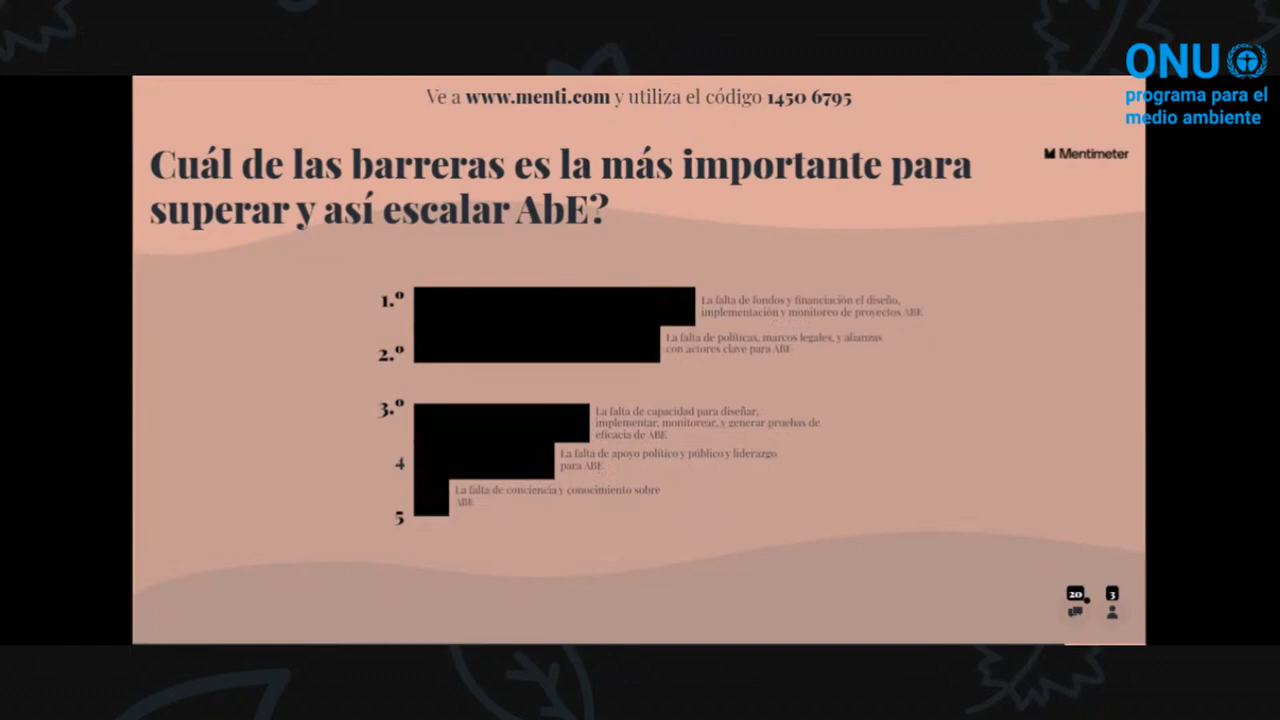 ONU
programa para el
medio ambiente
Ve a www.menti.com y utiliza el código 1450 6795
Mentimeter
Cuál de las barreras es la más importante para
superar y así escalar AbE?
1.º
La falta de fondos y financiación el diseño,
implementación y monitoreo de proyectos ABE
2.º
La falta de políticas, marcos legales, y alianzas
con actores clave para ABE
3.º
La falta de capacidad para diseñar,
implementar, monitorear, y generar pruebas de
eficacia de ABE
4
La falta de apoyo político y público y liderazgo
para ABE
5
La falta de conciencia y conocimiento sobre
ABE
20
3